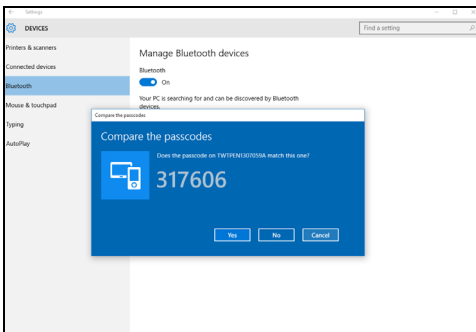 Settings
DEVICES
Find a setting
Printers & scanners
Connected devices
Bluetooth
Mouse & touchpad
Typing
AutoPlay
Manage Bluetooth devices
Bluetooth
On
Your PC is searching for and can be discovered by Bluetooth
devices.
Compare the passcodes
Compare the passcodes
Does the passcode on TWTPEN1307059A match this one?
317606
Yes
No
Cancel